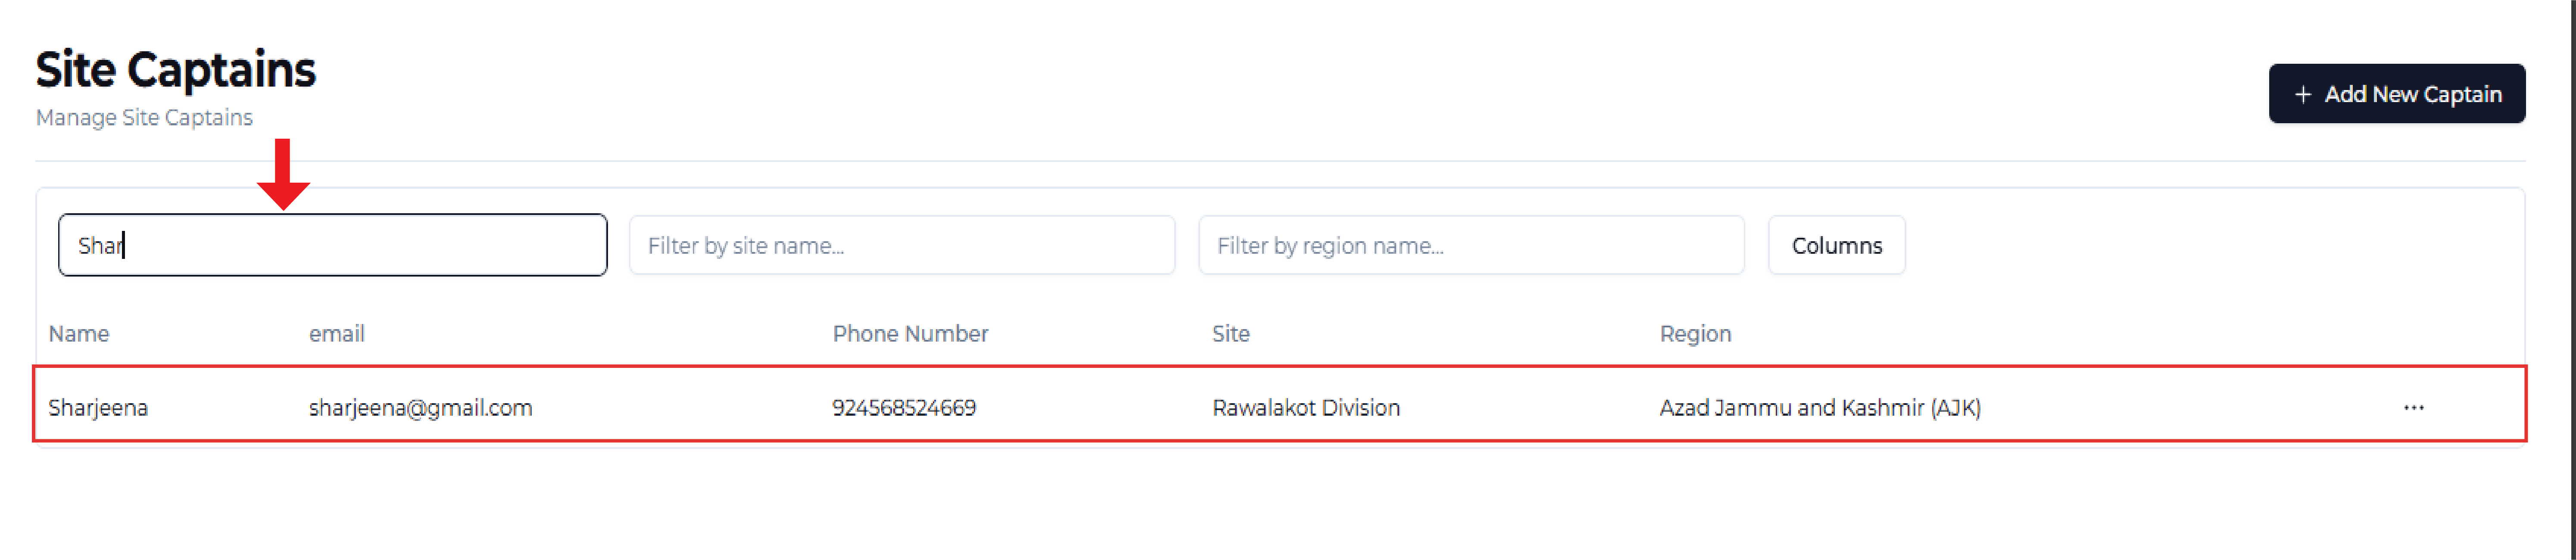 Site Captains
Manage Site Captains
+ Add New Captain
Shar
Filter by site name...
Filter by region name...
Columns
Name email Phone Number Site Region
Sharjeena sharjeena@gmail.com 924568524669 Rawalakot Division Azad Jammu and Kashmir (AJK) ...